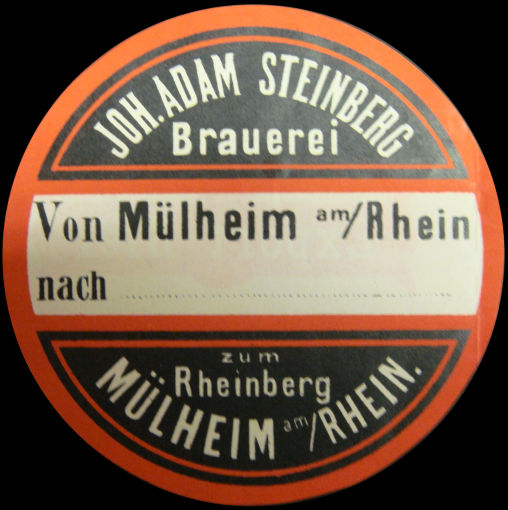 JOH. ADAM STEINBERG
Brauerei
Von Mülheim am/Rhein
nach
zum
Rheinberg
MÜLHEIM am/RHEIN.